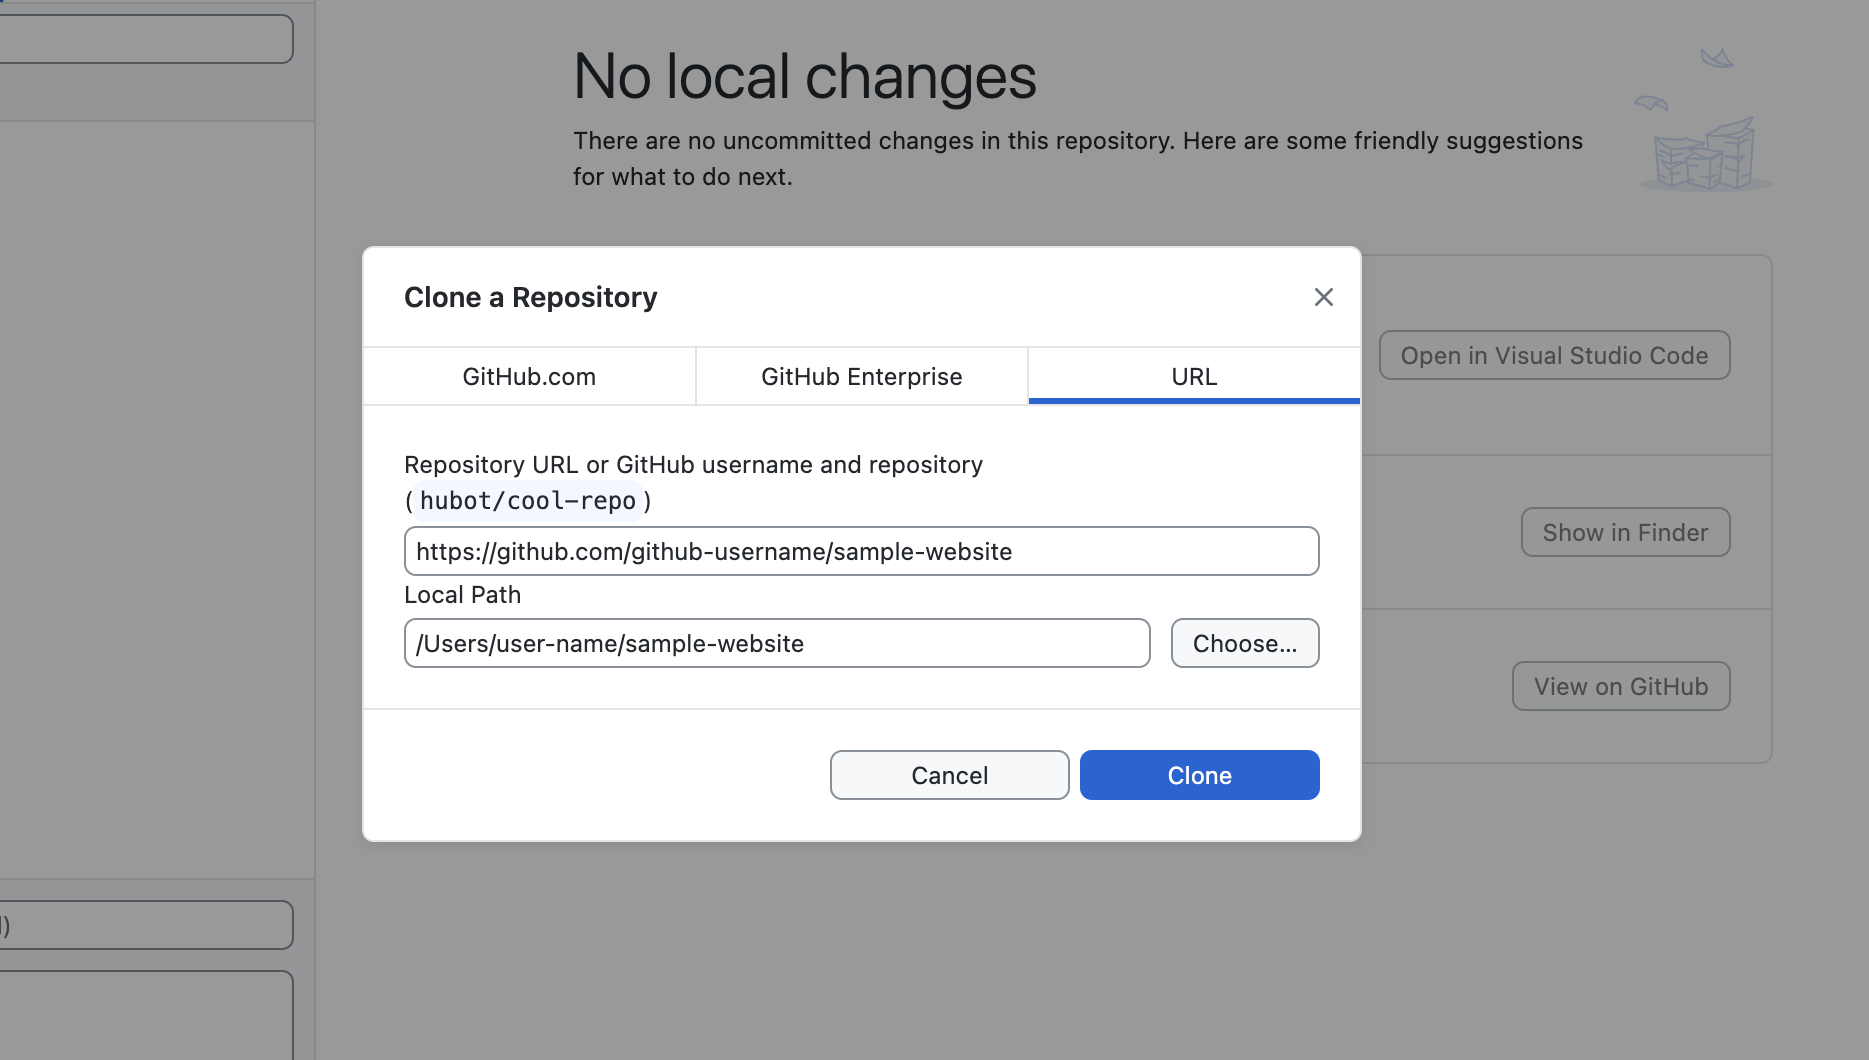 No local changes
There are no uncommitted changes in this repository. Here are some friendly suggestions
for what to do next.
Clone a Repository
GitHub.com
GitHub Enterprise
URL
Open in Visual Studio Code
Repository URL or GitHub username and repository
(hubot/cool-repo)
https://github.com/github-username/sample-website
Show in Finder
Local Path
/Users/user-name/sample-website
Choose...
View on GitHub
Cancel
Clone
)